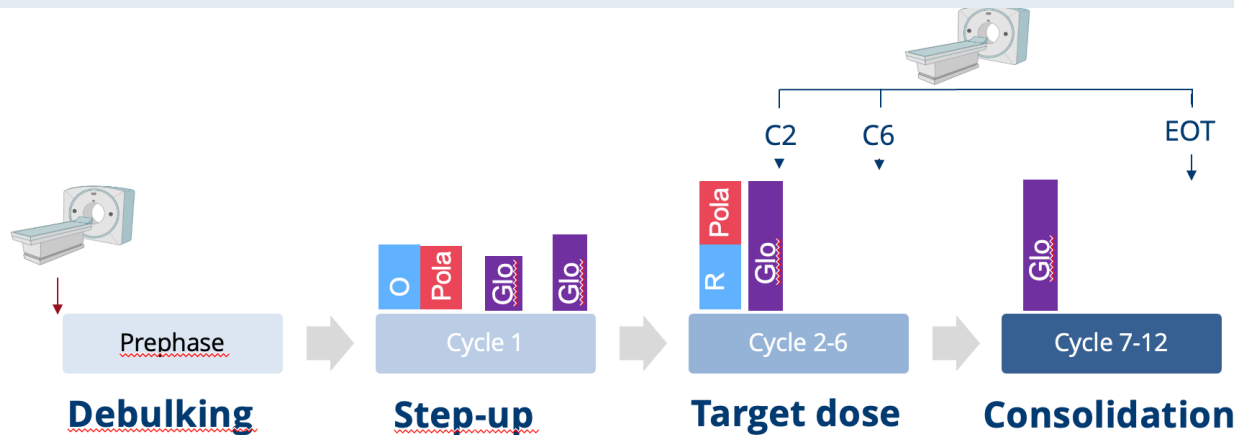 C2
C6
EOT
O
Pola
Glo
Glo
R
Pola
Glo
Glo
Prephase
Cycle 1
Cycle 2-6
Cycle 7-12
Debulking
Step-up
Target dose
Consolidation